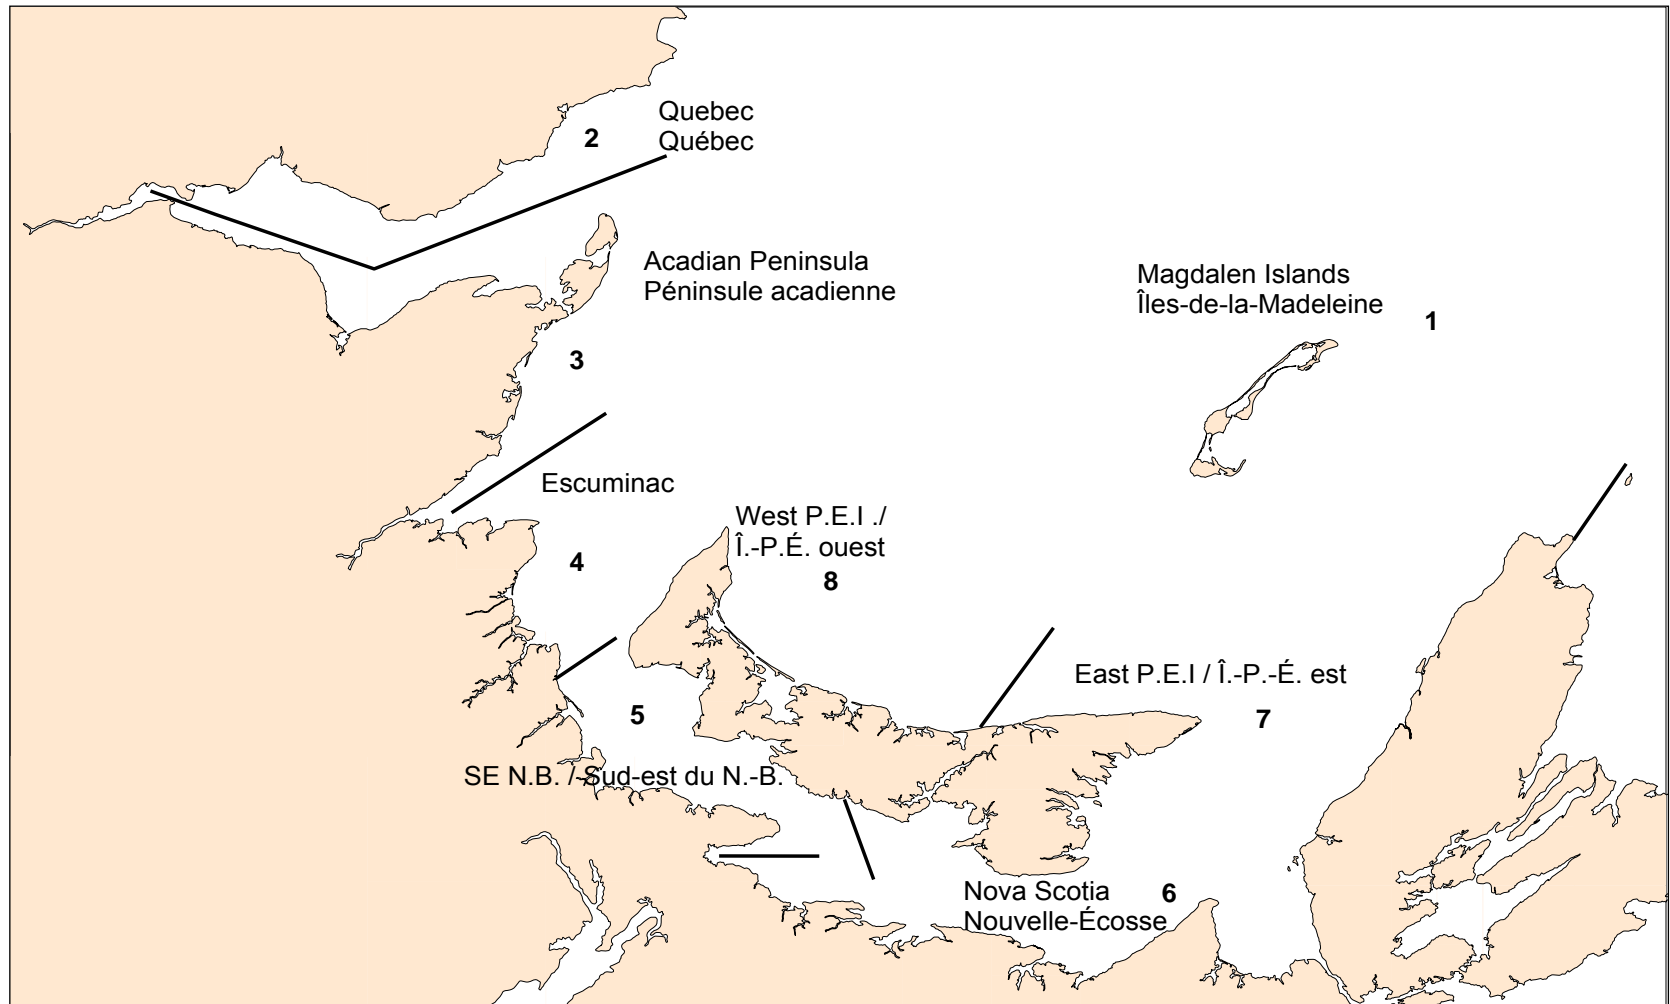 Quebec
Québec
2
Acadian Peninsula
Péninsule acadienne
Magdalen Islands
Îles-de-la-Madeleine
1
3
Escuminac
West P.E.I ./
Î.-P.É. ouest
4
8
East P.E.I / Î.-P.-É. est
5
7
SE N.B. / Sud-est du N.-B.
Nova Scotia
Nouvelle-Écosse
6